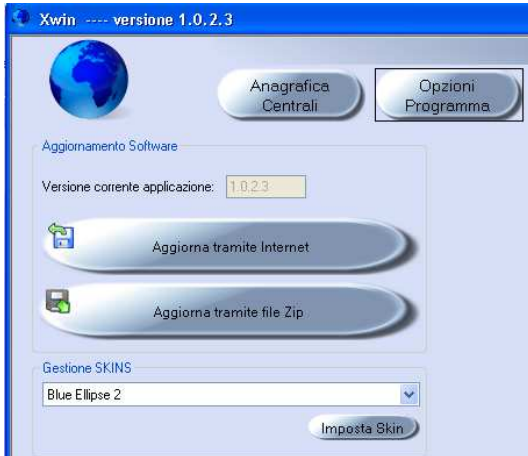 Xwin ---- versione 1.0.2.3
Anagrafica
Centrali
Opzioni
Programma
Aggiornamento Software
Versione corrente applicazione: 1.0.2.3
Aggiorna tramite Internet
Aggiorna tramite file Zip
Gestione SKINS
Blue Ellipse 2
Imposta Skin